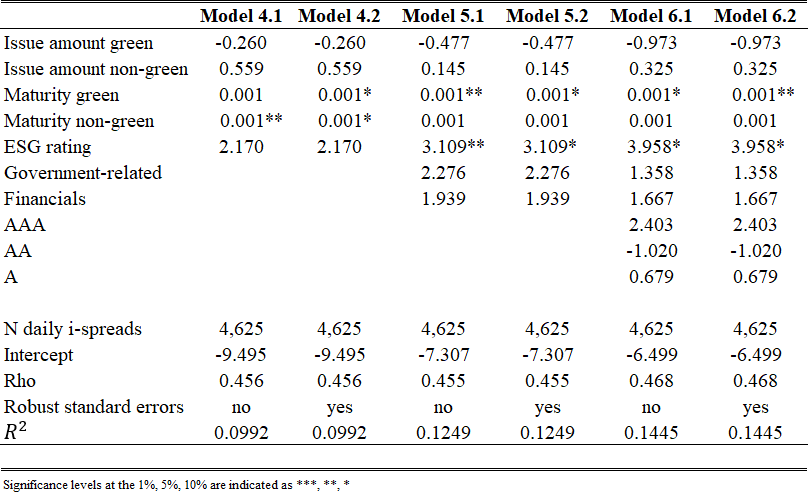 Model 4.1 Model 4.2 Model 5.1 Model 5.2 Model 6.1 Model 6.2
Issue amount green -0.260 -0.260 -0.477 -0.477 -0.973 -0.973
Issue amount non-green 0.559 0.559 0.145 0.145 0.325 0.325
Maturity green 0.001 0.001* 0.001** 0.001* 0.001* 0.001**
Maturity non-green 0.001** 0.001* 0.001 0.001 0.001 0.001
ESG rating 2.170 2.170 3.109** 3.109* 3.958* 3.958*
Government-related 2.276 2.276 1.358 1.358
Financials 1.939 1.939 1.667 1.667
AAA 2.403 2.403
AA -1.020 -1.020
A 0.679 0.679
N daily i-spreads 4,625 4,625 4,625 4,625 4,625 4,625
Intercept -9.495 -9.495 -7.307 -7.307 -6.499 -6.499
Rho 0.456 0.456 0.455 0.455 0.468 0.468
Robust standard errors no yes no yes no yes
R² 0.0992 0.0992 0.1249 0.1249 0.1445 0.1445
Significance levels at the 1%, 5%, 10% are indicated as ***, **, *